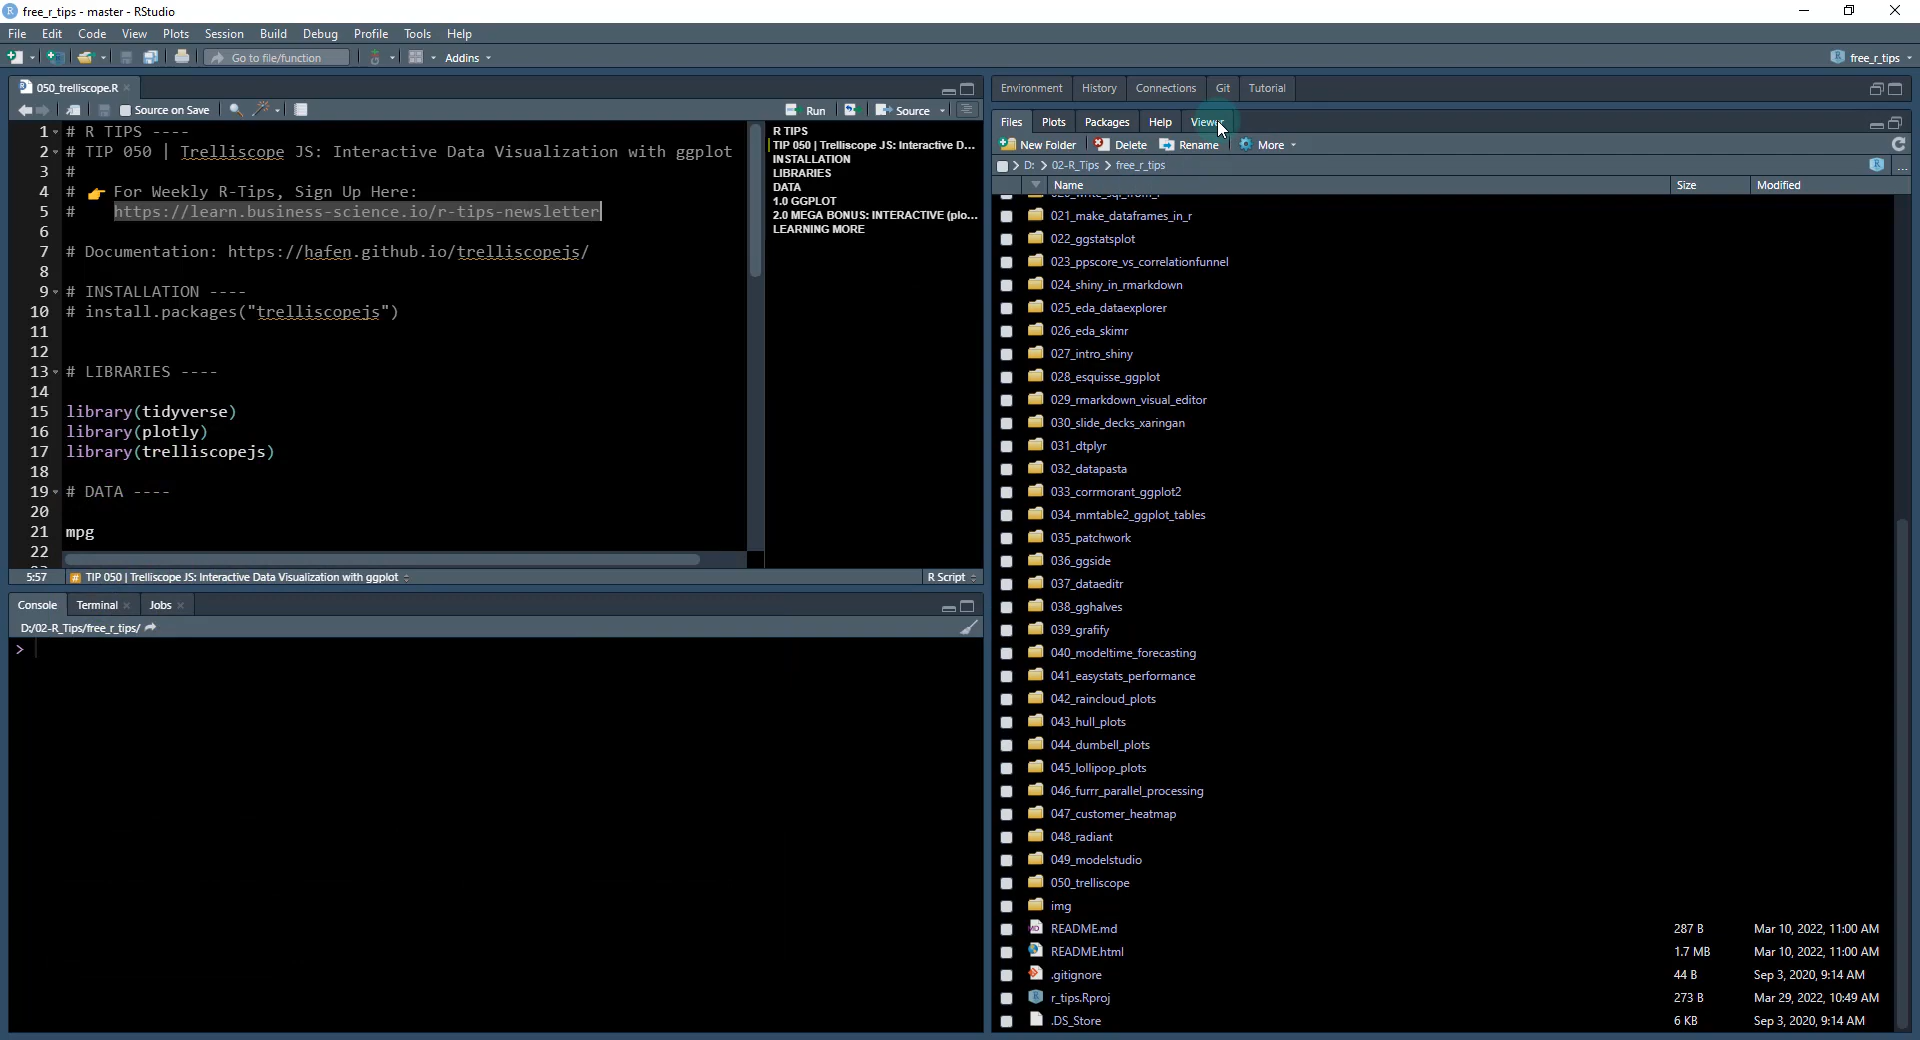 free_r_tips - master - RStudio
File Edit Code View Plots Session Build Debug Profile Tools Help
Go to file/function Addins free_r_tips
050_trelliscope.R
Source on Save Run Source
1 # R TIPS ----
2 # TIP 050 | Trelliscope JS: Interactive Data Visualization with ggplot
3 #
4 # 👉 For Weekly R-Tips, Sign Up Here:
5 # https://learn.business-science.io/r-tips-newsletter
6
7 # Documentation: https://hafen.github.io/trelliscopejs/
8
9 # INSTALLATION ----
10 # install.packages("trelliscopejs")
11
12
13 # LIBRARIES ----
14
15 library(tidyverse)
16 library(plotly)
17 library(trelliscopejs)
18
19 # DATA ----
20
21 mpg
22
R TIPS
TIP 050 | Trelliscope JS: Interactive D...
INSTALLATION
LIBRARIES
DATA
1.0 GGPLOT
2.0 MEGA BONUS: INTERACTIVE (plo...
LEARNING MORE
5:57 TIP 050 | Trelliscope JS: Interactive Data Visualization with ggplot R Script
Console Terminal Jobs
D:/02-R_Tips/free_r_tips/
>
Environment History Connections Git Tutorial
Files Plots Packages Help Viewer
New Folder Delete Rename More
D: > 02-R_Tips > free_r_tips ...
Name Size Modified
021_make_dataframes_in_r
022_ggstatsplot
023_ppscore_vs_correlationfunnel
024_shiny_in_rmarkdown
025_eda_dataexplorer
026_eda_skimr
027_intro_shiny
028_esquisse_ggplot
029_rmarkdown_visual_editor
030_slide_decks_xaringan
031_dtplyr
032_datapasta
033_corrmorant_ggplot2
034_mmtable2_ggplot_tables
035_patchwork
036_ggside
037_dataeditr
038_gghalves
039_grafify
040_modeltime_forecasting
041_easystats_performance
042_raincloud_plots
043_hull_plots
044_dumbell_plots
045_lollipop_plots
046_furrr_parallel_processing
047_customer_heatmap
048_radiant
049_modelstudio
050_trelliscope
img
README.md 287 B Mar 10, 2022, 11:00 AM
README.html 1.7 MB Mar 10, 2022, 11:00 AM
.gitignore 44 B Sep 3, 2020, 9:14 AM
r_tips.Rproj 273 B Mar 29, 2022, 10:49 AM
.DS_Store 6 KB Sep 3, 2020, 9:14 AM